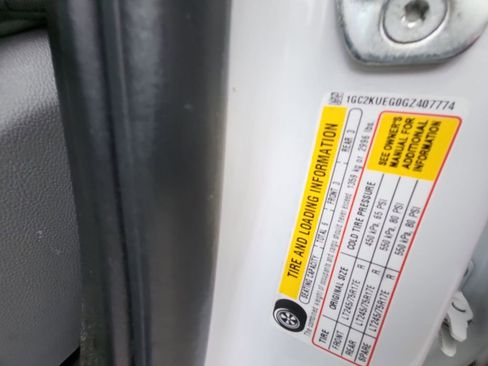 1GC2KUEG0GZ407774
TIRE AND LOADING INFORMATION
SEATING CAPACITY TOTAL FRONT 3 REAR 3
The combined weight of occupants and cargo should never exceed 1359 kg or 2996 lbs.
TIRE ORIGINAL SIZE COLD TIRE PRESSURE
FRONT LT245/75R17E R 450 kPa, 65 PSI
REAR LT245/75R17E R 550 kPa, 80 PSI
SPARE LT245/75R17E R 550 kPa, 80 PSI
SEE OWNER'S
MANUAL FOR
ADDITIONAL
INFORMATION